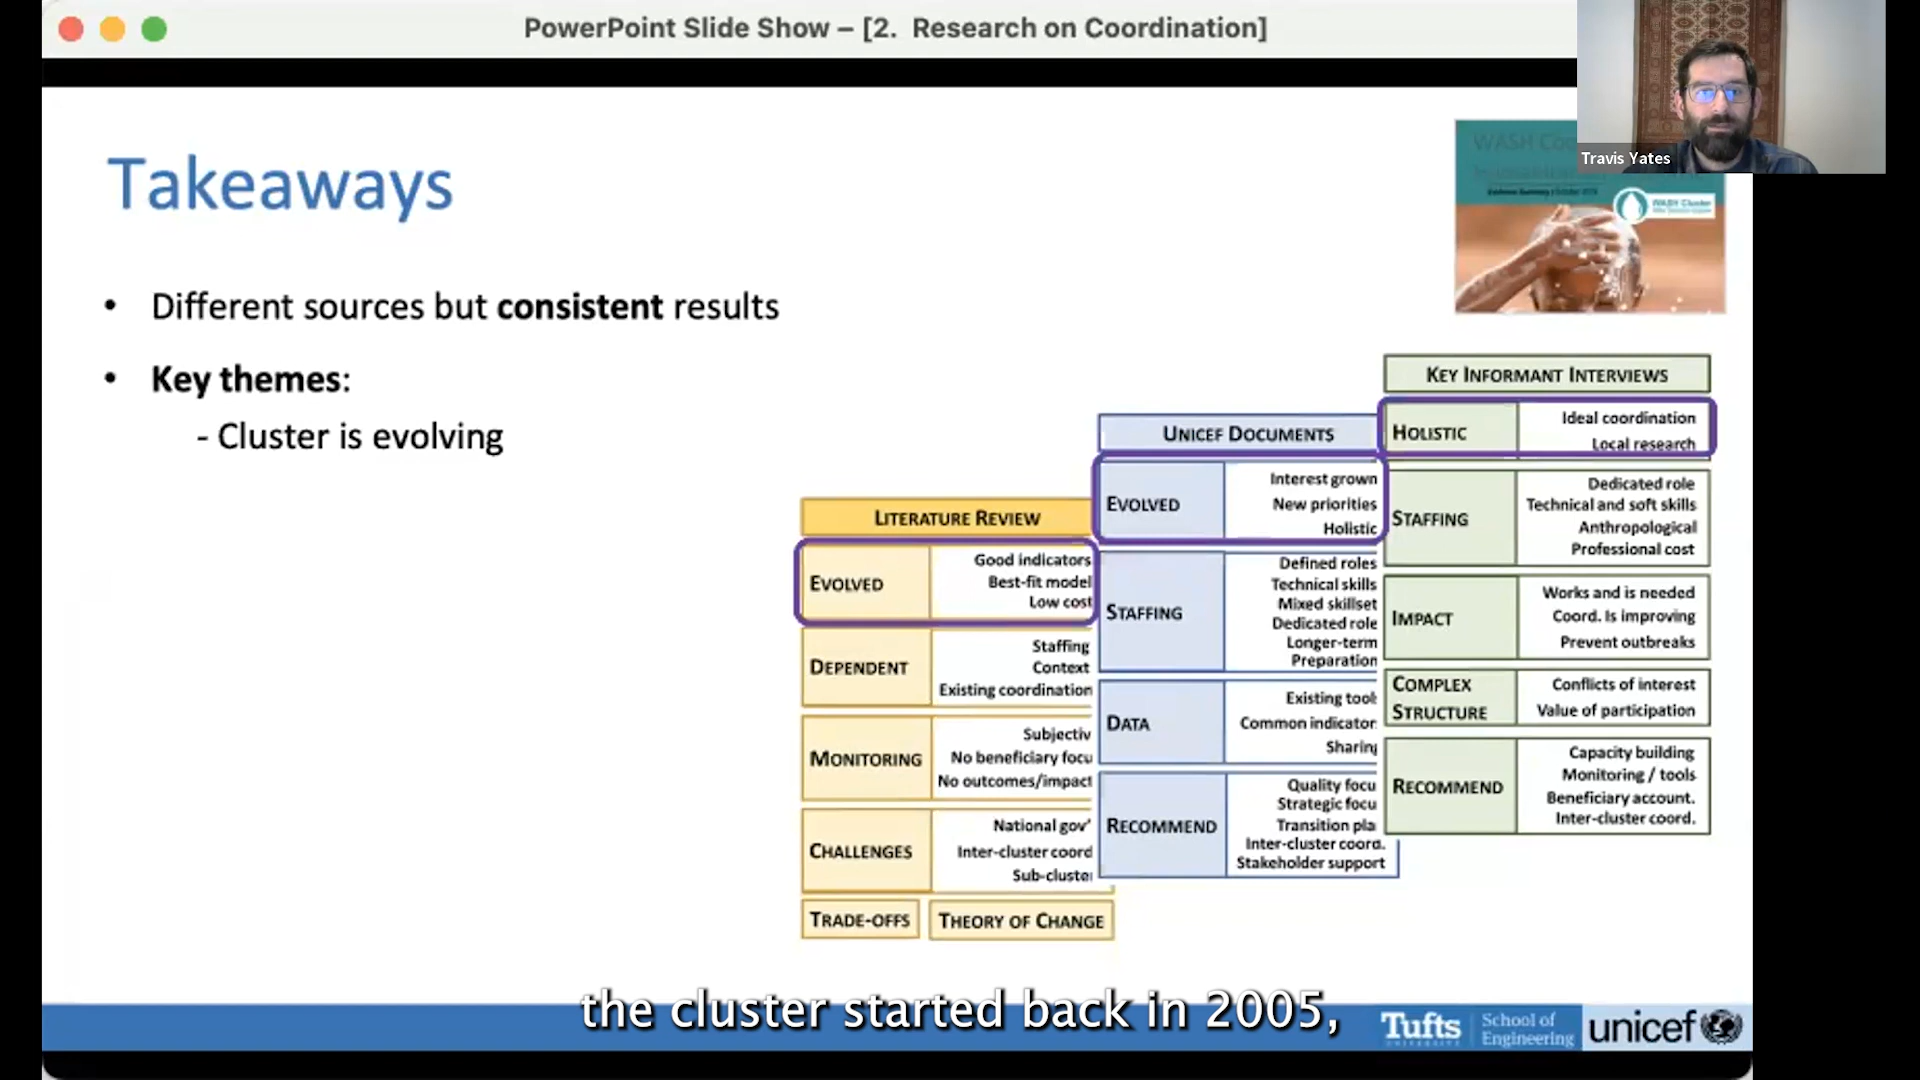 PowerPoint Slide Show – [2. Research on Coordination]
Travis Yates
Takeaways
• Different sources but consistent results
• Key themes:
- Cluster is evolving
WASH
WASH Cluster
LITERATURE REVIEW
EVOLVED
Good indicators
Best-fit model
Low cost
DEPENDENT
Staffing
Context
Existing coordination
MONITORING
Subjectiv
No beneficiary focu
No outcomes/impact
CHALLENGES
National gov'
Inter-cluster coord
Sub-cluste
TRADE-OFFS
THEORY OF CHANGE
UNICEF DOCUMENTS
EVOLVED
Interest grown
New priorities
Holistic
STAFFING
Defined roles
Technical skills
Mixed skillset
Dedicated role
Longer-term
Preparation
DATA
Existing tool
Common indicator
Sharing
RECOMMEND
Quality focu
Strategic focu
Transition pla
Inter-cluster coord.
Stakeholder support
KEY INFORMANT INTERVIEWS
HOLISTIC
Ideal coordination
Local research
STAFFING
Dedicated role
Technical and soft skills
Anthropological
Professional cost
IMPACT
Works and is needed
Coord. Is improving
Prevent outbreaks
COMPLEX
STRUCTURE
Conflicts of interest
Value of participation
RECOMMEND
Capacity building
Monitoring / tools
Beneficiary account.
Inter-cluster coord.
the cluster started back in 2005,
Tufts
UNIVERSITY
School of
Engineering
unicef